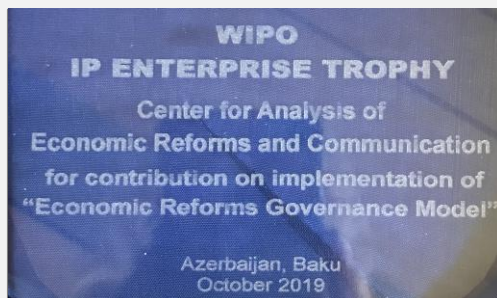 WIPO
IP ENTERPRISE TROPHY
Center for Analysis of
Economic Reforms and Communication
for contribution on implementation of
“Economic Reforms Governance Model”
Azerbaijan, Baku
October 2019